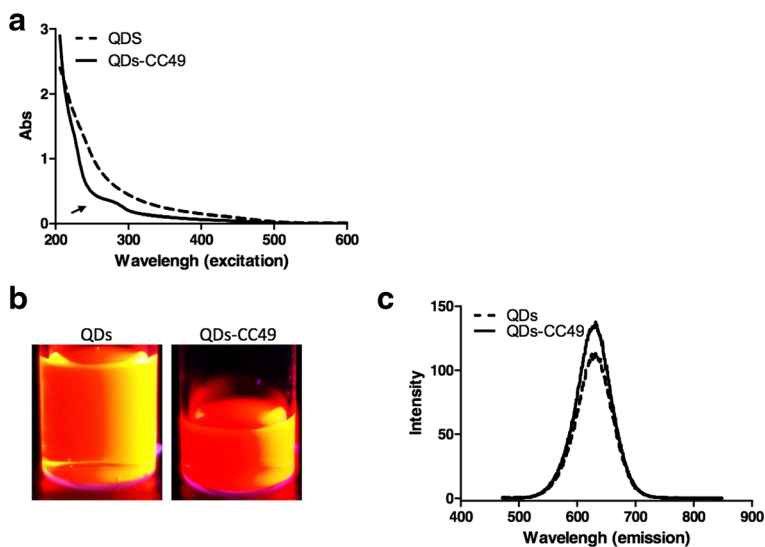 a
QDS
QDs-CC49
3
2
1
0
Abs
200 300 400 500 600
Wavelengh (excitation)
b
QDs QDs-CC49
c
QDs
QDs-CC49
150
100
50
0
Intensity
400 500 600 700 800 900
Wavelengh (emission)